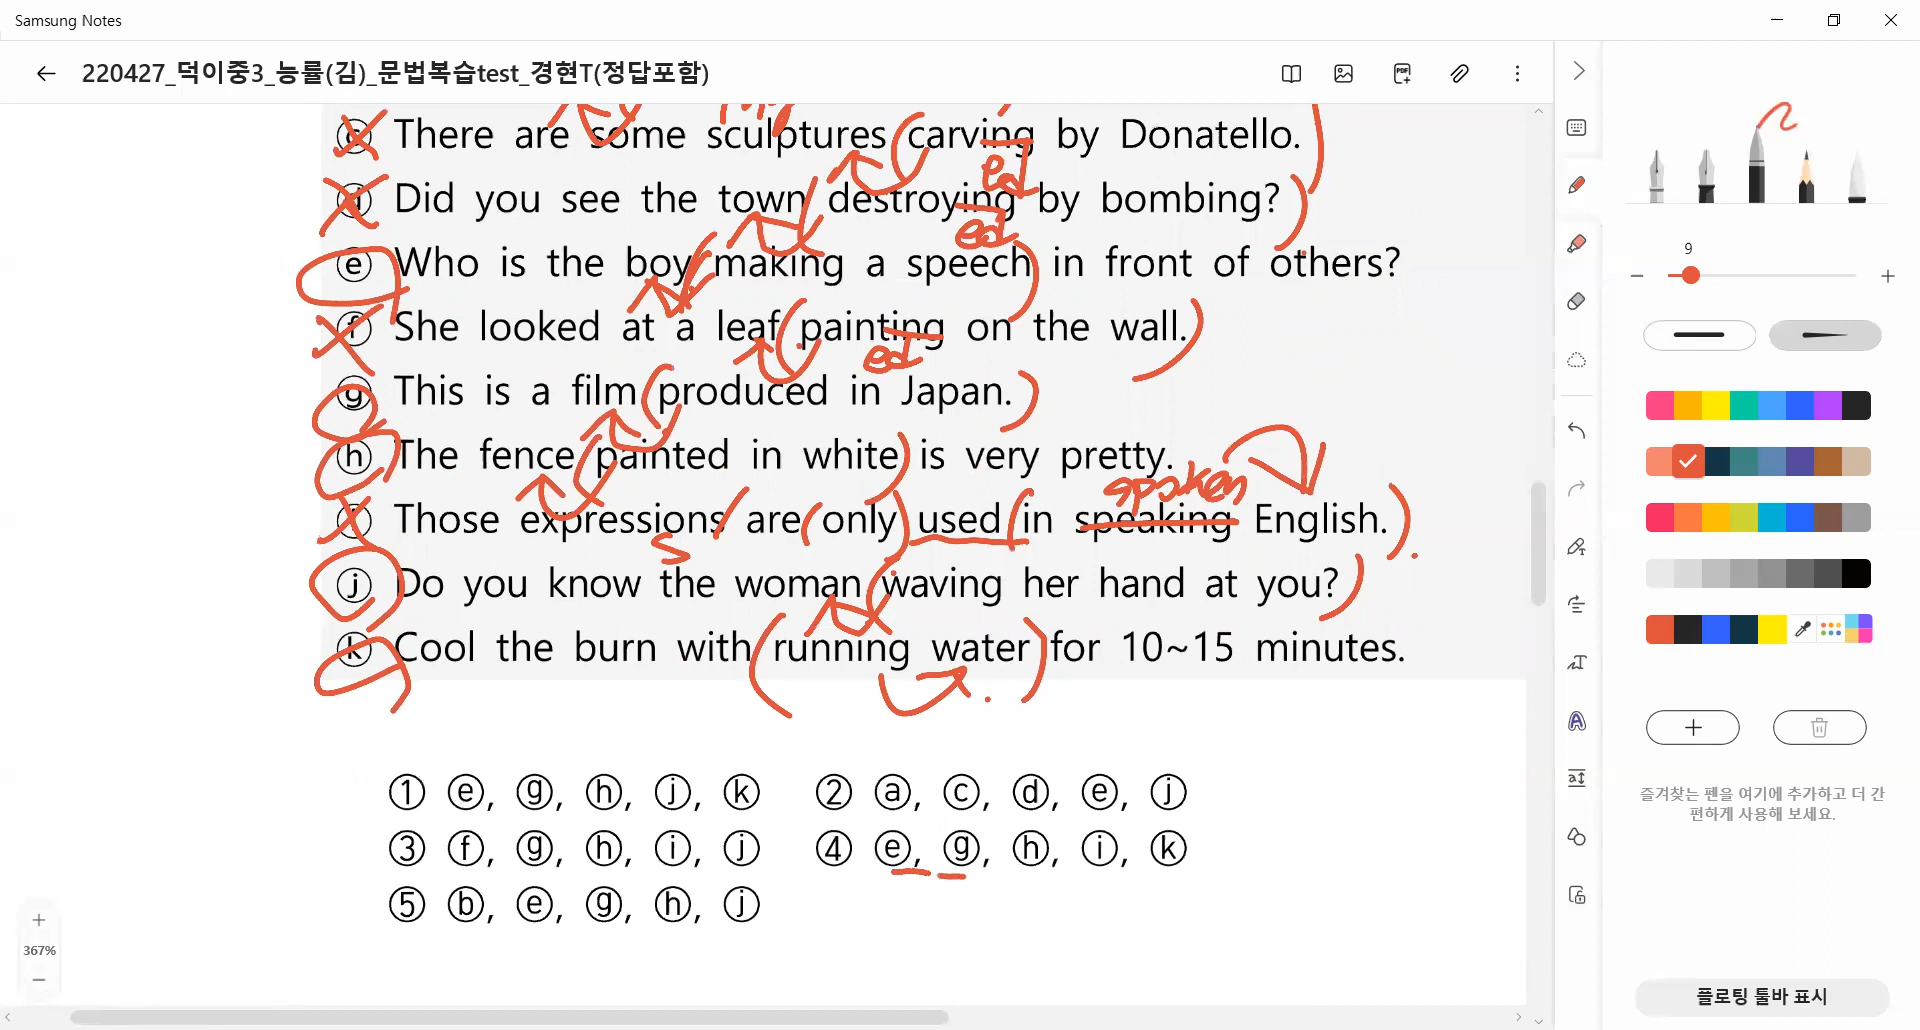 Samsung Notes
220427_덕이중3_능률(김)_문법복습test_경현T(정답포함)
ⓒ There are some sculptures carving by Donatello.
ed
ⓓ Did you see the town destroying by bombing?
ed
ⓔ Who is the boy making a speech in front of others?
ⓕ She looked at a leaf painting on the wall.
ed
ⓖ This is a film produced in Japan.
ⓗ The fence painted in white is very pretty.
spoken
ⓘ Those expressions are only used in speaking English.
S
ⓙ Do you know the woman waving her hand at you?
ⓚ Cool the burn with running water for 10~15 minutes.
① ⓔ, ⓖ, ⓗ, ⓙ, ⓚ ② ⓐ, ⓒ, ⓓ, ⓔ, ⓙ
③ ⓕ, ⓖ, ⓗ, ⓘ, ⓙ ④ ⓔ, ⓖ, ⓗ, ⓘ, ⓚ
⑤ ⓑ, ⓔ, ⓖ, ⓗ, ⓙ
367%
9
즐겨찾는 펜을 여기에 추가하고 더 간
편하게 사용해 보세요.
플로팅 툴바 표시